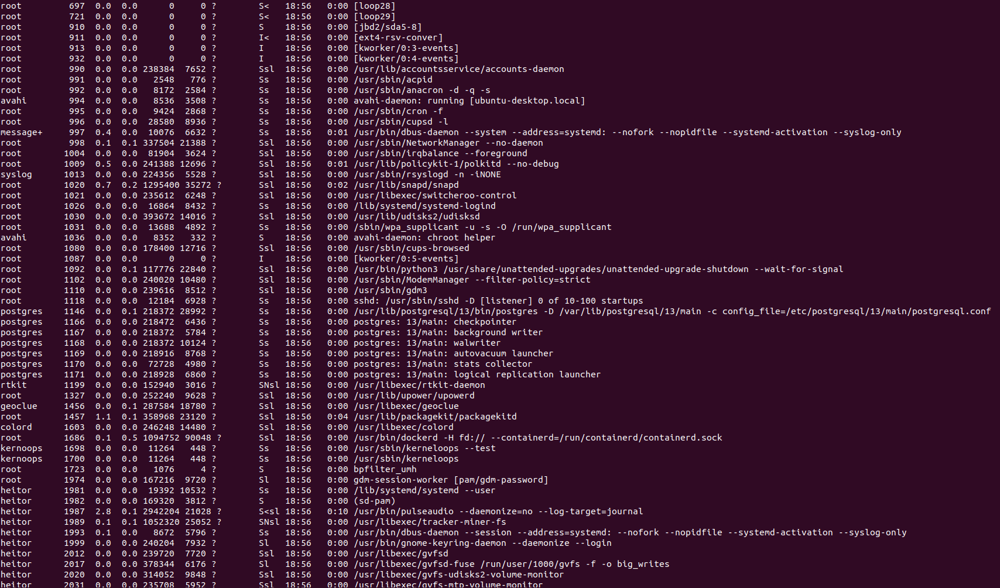 root         697  0.0  0.0      0     0 ?        S<   18:56   0:00 [loop28]
root         721  0.0  0.0      0     0 ?        S<   18:56   0:00 [loop29]
root         910  0.0  0.0      0     0 ?        S    18:56   0:00 [jbd2/sda5-8]
root         911  0.0  0.0      0     0 ?        I<   18:56   0:00 [ext4-rsv-conver]
root         913  0.0  0.0      0     0 ?        I    18:56   0:00 [kworker/0:3-events]
root         932  0.0  0.0      0     0 ?        I    18:56   0:00 [kworker/0:4-events]
root         990  0.0  0.0 238384  7652 ?        Ssl  18:56   0:00 /usr/lib/accountsservice/accounts-daemon
root         991  0.0  0.0   2548   776 ?        Ss   18:56   0:00 /usr/sbin/acpid
root         992  0.0  0.0   8172  2584 ?        Ss   18:56   0:00 /usr/sbin/anacron -d -q -s
avahi        994  0.0  0.0   8536  3508 ?        Ss   18:56   0:00 avahi-daemon: running [ubuntu-desktop.local]
root         995  0.0  0.0   9424  2868 ?        Ss   18:56   0:00 /usr/sbin/cron -f
root         996  0.0  0.0  28580  8936 ?        Ss   18:56   0:00 /usr/sbin/cupsd -l
message+     997  0.4  0.0  10076  6632 ?        Ss   18:56   0:01 /usr/bin/dbus-daemon --system --address=systemd: --nofork --nopidfile --systemd-activation --syslog-only
root         998  0.1  0.1 337504 21388 ?        Ssl  18:56   0:00 /usr/sbin/NetworkManager --no-daemon
root        1004  0.0  0.0  81904  3624 ?        Ssl  18:56   0:00 /usr/sbin/irqbalance --foreground
root        1009  0.5  0.0 241388 12696 ?        Ssl  18:56   0:01 /usr/lib/policykit-1/polkitd --no-debug
syslog      1013  0.0  0.0 224356  5528 ?        Ssl  18:56   0:00 /usr/sbin/rsyslogd -n -iNONE
root        1020  0.7  0.2 1295400 35272 ?       Ssl  18:56   0:02 /usr/lib/snapd/snapd
root        1021  0.0  0.0 235612  6248 ?        Ssl  18:56   0:00 /usr/libexec/switcheroo-control
root        1026  0.0  0.0  16864  8432 ?        Ss   18:56   0:00 /lib/systemd/systemd-logind
root        1030  0.0  0.0 393672 14016 ?        Ssl  18:56   0:00 /usr/lib/udisks2/udisksd
root        1031  0.0  0.0  13688  4892 ?        Ss   18:56   0:00 /sbin/wpa_supplicant -u -s -O /run/wpa_supplicant
avahi       1036  0.0  0.0   8352   332 ?        S    18:56   0:00 avahi-daemon: chroot helper
root        1080  0.0  0.0 178400 12716 ?        Ssl  18:56   0:00 /usr/sbin/cups-browsed
root        1087  0.0  0.0      0     0 ?        I    18:56   0:00 [kworker/0:5-events]
root        1092  0.0  0.1 117776 22840 ?        Ssl  18:56   0:00 /usr/bin/python3 /usr/share/unattended-upgrades/unattended-upgrade-shutdown --wait-for-signal
root        1102  0.0  0.0 240020 10480 ?        Ssl  18:56   0:00 /usr/sbin/ModemManager --filter-policy=strict
root        1110  0.0  0.0 239616  8512 ?        Ssl  18:56   0:00 /usr/sbin/gdm3
root        1118  0.0  0.0  12184  6928 ?        Ss   18:56   0:00 sshd: /usr/sbin/sshd -D [listener] 0 of 10-100 startups
postgres    1146  0.0  0.1 218372 28992 ?        Ss   18:56   0:00 /usr/lib/postgresql/13/bin/postgres -D /var/lib/postgresql/13/main -c config_file=/etc/postgresql/13/main/postgresql.conf
postgres    1166  0.0  0.0 218472  6436 ?        Ss   18:56   0:00 postgres: 13/main: checkpointer
postgres    1167  0.0  0.0 218372  5784 ?        Ss   18:56   0:00 postgres: 13/main: background writer
postgres    1168  0.0  0.0 218372 10124 ?        Ss   18:56   0:00 postgres: 13/main: walwriter
postgres    1169  0.0  0.0 218916  8768 ?        Ss   18:56   0:00 postgres: 13/main: autovacuum launcher
postgres    1170  0.0  0.0  72728  4980 ?        Ss   18:56   0:00 postgres: 13/main: stats collector
postgres    1171  0.0  0.0 218928  6860 ?        Ss   18:56   0:00 postgres: 13/main: logical replication launcher
rtkit       1199  0.0  0.0 152940  3016 ?        SNsl 18:56   0:00 /usr/libexec/rtkit-daemon
root        1327  0.0  0.0 252240  9628 ?        Ssl  18:56   0:00 /usr/lib/upower/upowerd
geoclue     1456  0.0  0.1 287584 18780 ?        Ssl  18:56   0:00 /usr/libexec/geoclue
root        1457  1.1  0.1 358968 23120 ?        Ssl  18:56   0:04 /usr/lib/packagekit/packagekitd
colord      1603  0.0  0.0 246248 14480 ?        Ssl  18:56   0:00 /usr/libexec/colord
root        1686  0.1  0.5 1094752 90048 ?       Ssl  18:56   0:00 /usr/bin/dockerd -H fd:// --containerd=/run/containerd/containerd.sock
kernoops    1698  0.0  0.0  11264   448 ?        Ss   18:56   0:00 /usr/sbin/kerneloops --test
kernoops    1700  0.0  0.0  11264   448 ?        Ss   18:56   0:00 /usr/sbin/kerneloops
root        1723  0.0  0.0   1076     4 ?        S    18:56   0:00 bpfilter_umh
root        1974  0.0  0.0 167216  9720 ?        Sl   18:56   0:00 gdm-session-worker [pam/gdm-password]
heitor      1981  0.0  0.0  19392 10532 ?        Ss   18:56   0:00 /lib/systemd/systemd --user
heitor      1982  0.0  0.0 169320  3812 ?        S    18:56   0:00 (sd-pam)
heitor      1987  2.8  0.1 2942204 21028 ?       S<sl 18:56   0:10 /usr/bin/pulseaudio --daemonize=no --log-target=journal
heitor      1989  0.1  0.1 1052320 25052 ?       SNsl 18:56   0:00 /usr/libexec/tracker-miner-fs
heitor      1993  0.1  0.0   8672  5796 ?        Ss   18:56   0:00 /usr/bin/dbus-daemon --session --address=systemd: --nofork --nopidfile --systemd-activation --syslog-only
heitor      1999  0.0  0.0 240204  7932 ?        Sl   18:56   0:00 /usr/bin/gnome-keyring-daemon --daemonize --login
heitor      2012  0.0  0.0 239720  7720 ?        Ssl  18:56   0:00 /usr/libexec/gvfsd
heitor      2017  0.0  0.0 378344  6176 ?        Sl   18:56   0:00 /usr/libexec/gvfsd-fuse /run/user/1000/gvfs -f -o big_writes
heitor      2020  0.0  0.0 314052  9848 ?        Ssl  18:56   0:00 /usr/libexec/gvfs-udisks2-volume-monitor
heitor      2031  0.0  0.0 235708  5952 ?        Ssl  18:56   0:00 /usr/libexec/gvfs-mtp-volume-monitor